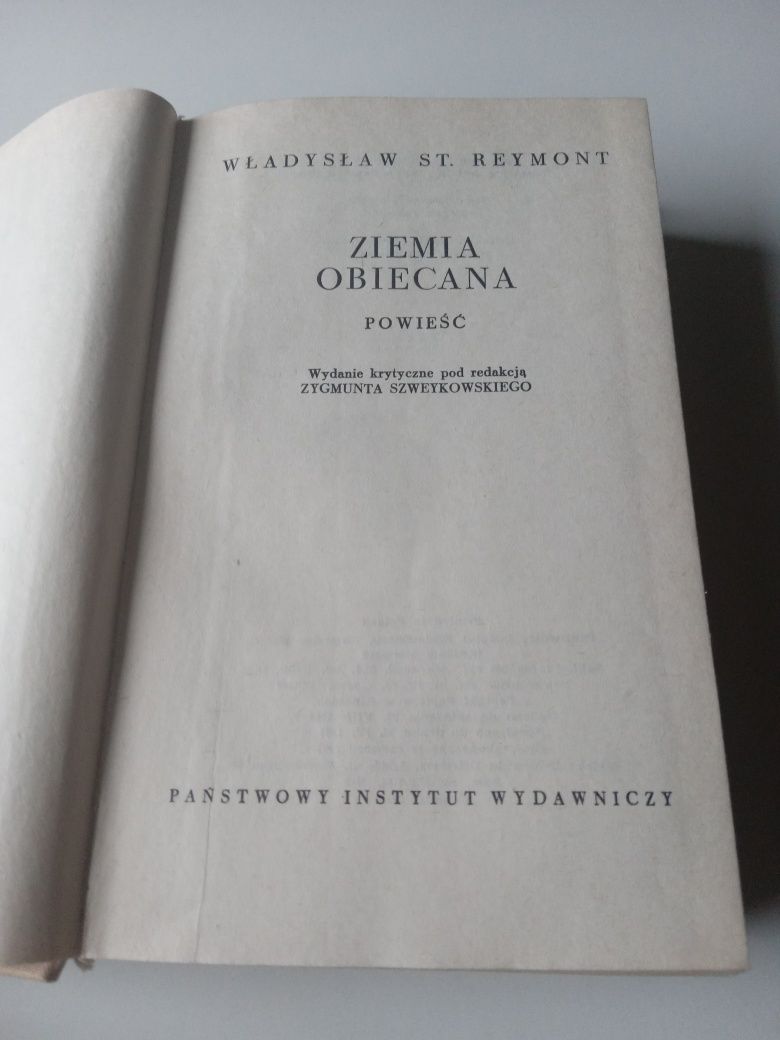 WŁADYSŁAW ST. REYMONT
ZIEMIA
OBIECANA
POWIEŚĆ
Wydanie krytyczne pod redakcją
ZYGMUNTA SZWEYKOWSKIEGO
PAŃSTWOWY INSTYTUT WYDAWNICZY